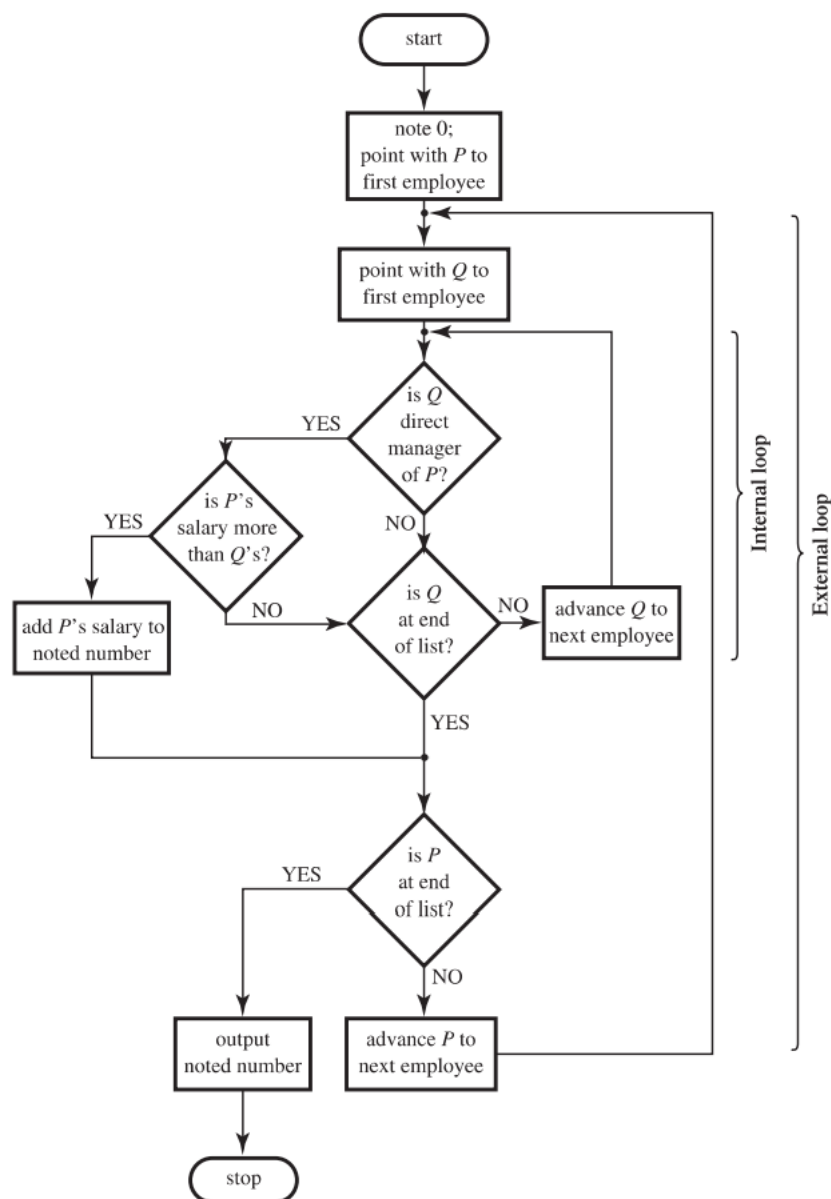 start
note 0;
point with P to
first employee
point with Q to
first employee
is Q
direct
manager
of P?
YES
NO
is P's
salary more
than Q's?
YES
NO
add P's salary to
noted number
is Q
at end
of list?
NO
YES
advance Q to
next employee
Internal loop
External loop
is P
at end
of list?
YES
NO
output
noted number
advance P to
next employee
stop